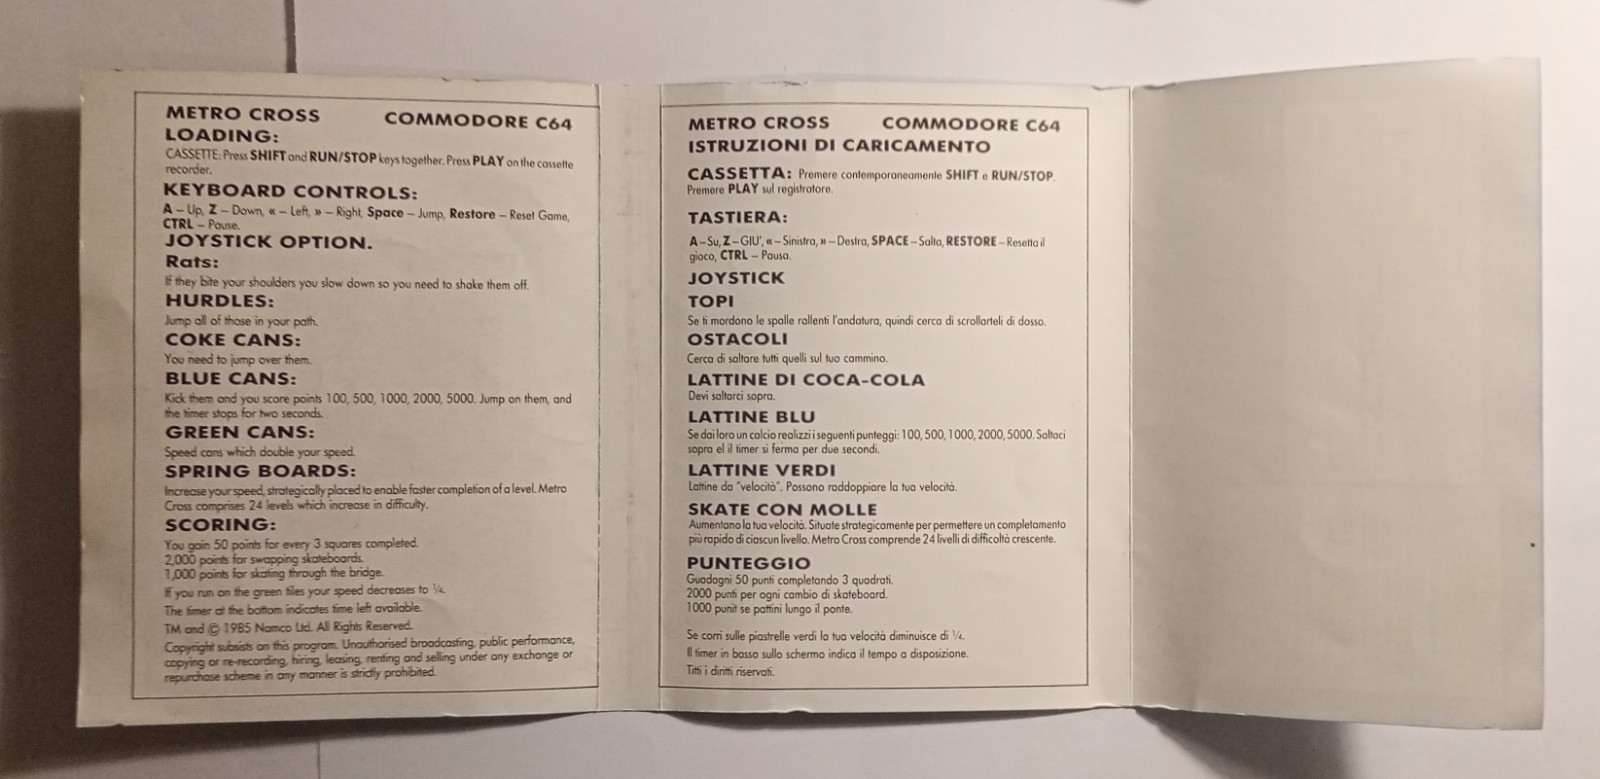 METRO CROSS COMMODORE C64
LOADING:
CASSETTE: Press SHIFT and RUN/STOP keys together. Press PLAY on the cassette
recorder.
KEYBOARD CONTROLS:
A – Up, Z – Down, « – Left, » – Right, Space – Jump, Restore – Reset Game,
CTRL – Pause.
JOYSTICK OPTION.
Rats:
If they bite your shoulders you slow down so you need to shake them off.
HURDLES:
Jump all of those in your path.
COKE CANS:
You need to jump over them.
BLUE CANS:
Kick them and you score points 100, 500, 1000, 2000, 5000. Jump on them, and
the timer stops for two seconds.
GREEN CANS:
Speed cans which double your speed.
SPRING BOARDS:
Increase your speed, strategically placed to enable faster completion of a level. Metro
Cross comprises 24 levels which increase in difficulty.
SCORING:
You gain 50 points for every 3 squares completed.
2,000 points for swapping skateboards.
1,000 points for skating through the bridge.
If you run on the green tiles your speed decreases to ¼.
The timer at the bottom indicates time left available.
TM and © 1985 Namco Ltd. All Rights Reserved.
Copyright subsists on this program. Unauthorised broadcasting, public performance,
copying or re-recording, hiring, leasing, renting and selling under any exchange or
repurchase scheme in any manner is strictly prohibited.
METRO CROSS COMMODORE C64
ISTRUZIONI DI CARICAMENTO
CASSETTA: Premere contemporaneamente SHIFT e RUN/STOP.
Premere PLAY sul registratore.
TASTIERA:
A – Su, Z – GIU', « – Sinistra, » – Destra, SPACE – Salta, RESTORE – Resetta il
gioco, CTRL – Pausa.
JOYSTICK
TOPI
Se ti mordono le spalle rallenti l'andatura, quindi cerca di scrollarteli di dosso.
OSTACOLI
Cerca di saltare tutti quelli sul tuo cammino.
LATTINE DI COCA-COLA
Devi saltarci sopra.
LATTINE BLU
Se dai loro un calcio realizzi i seguenti punteggi: 100, 500, 1000, 2000, 5000. Saltaci
sopra el il timer si ferma per due secondi.
LATTINE VERDI
Lattine da "velocità". Possono raddoppiare la tua velocità.
SKATE CON MOLLE
Aumentano la tua velocità. Situate strategicamente per permettere un completamento
più rapido di ciascun livello. Metro Cross comprende 24 livelli di difficoltà crescente.
PUNTEGGIO
Guadagni 50 punti completando 3 quadrati.
2000 punti per ogni cambio di skateboard.
1000 punit se pattini lungo il ponte.
Se corri sulle piastrelle verdi la tua velocità diminuisce di ¼.
Il timer in basso sullo schermo indica il tempo a disposizione.
Titti i diritti riservati.